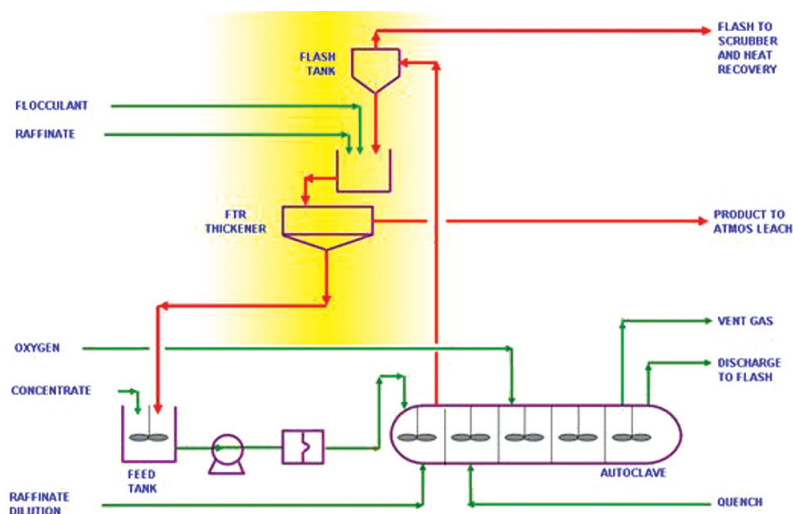 FLASH TO
SCRUBBER
AND HEAT
RECOVERY
FLASH
TANK
FLOCCULANT
RAFFINATE
FTR
THICKENER
PRODUCT TO
ATMOS LEACH
OXYGEN
VENT GAS
DISCHARGE
TO FLASH
CONCENTRATE
FEED
TANK
AUTOCLAVE
RAFFINATE
DILUTION
QUENCH